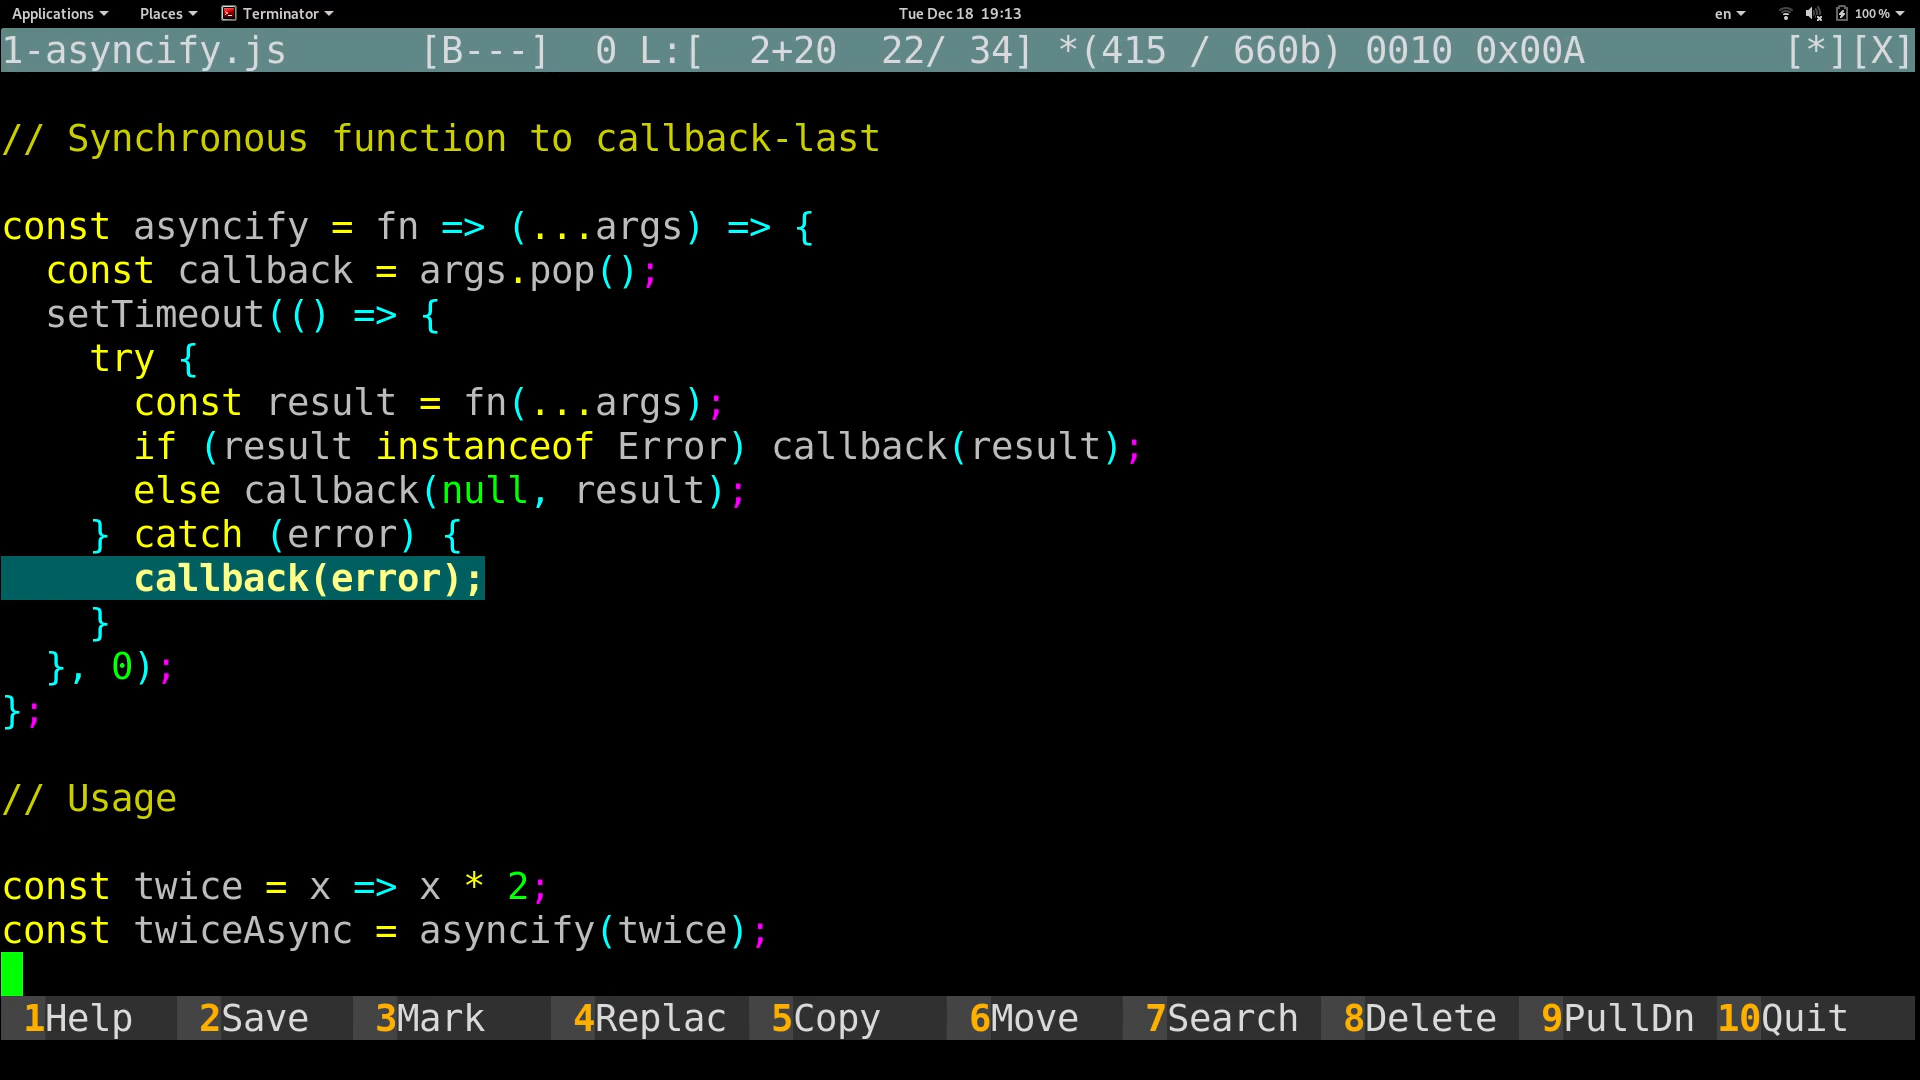 Applications Places Terminator Tue Dec 18 19:13 en 100%
1-asyncify.js [B---] 0 L:[ 2+20 22/ 34] *(415 / 660b) 0010 0x00A [*][X]
// Synchronous function to callback-last
const asyncify = fn => (...args) => {
  const callback = args.pop();
  setTimeout(() => {
    try {
      const result = fn(...args);
      if (result instanceof Error) callback(result);
      else callback(null, result);
    } catch (error) {
      callback(error);
    }
  }, 0);
};
// Usage
const twice = x => x * 2;
const twiceAsync = asyncify(twice);
1Help 2Save 3Mark 4Replac 5Copy 6Move 7Search 8Delete 9PullDn 10Quit